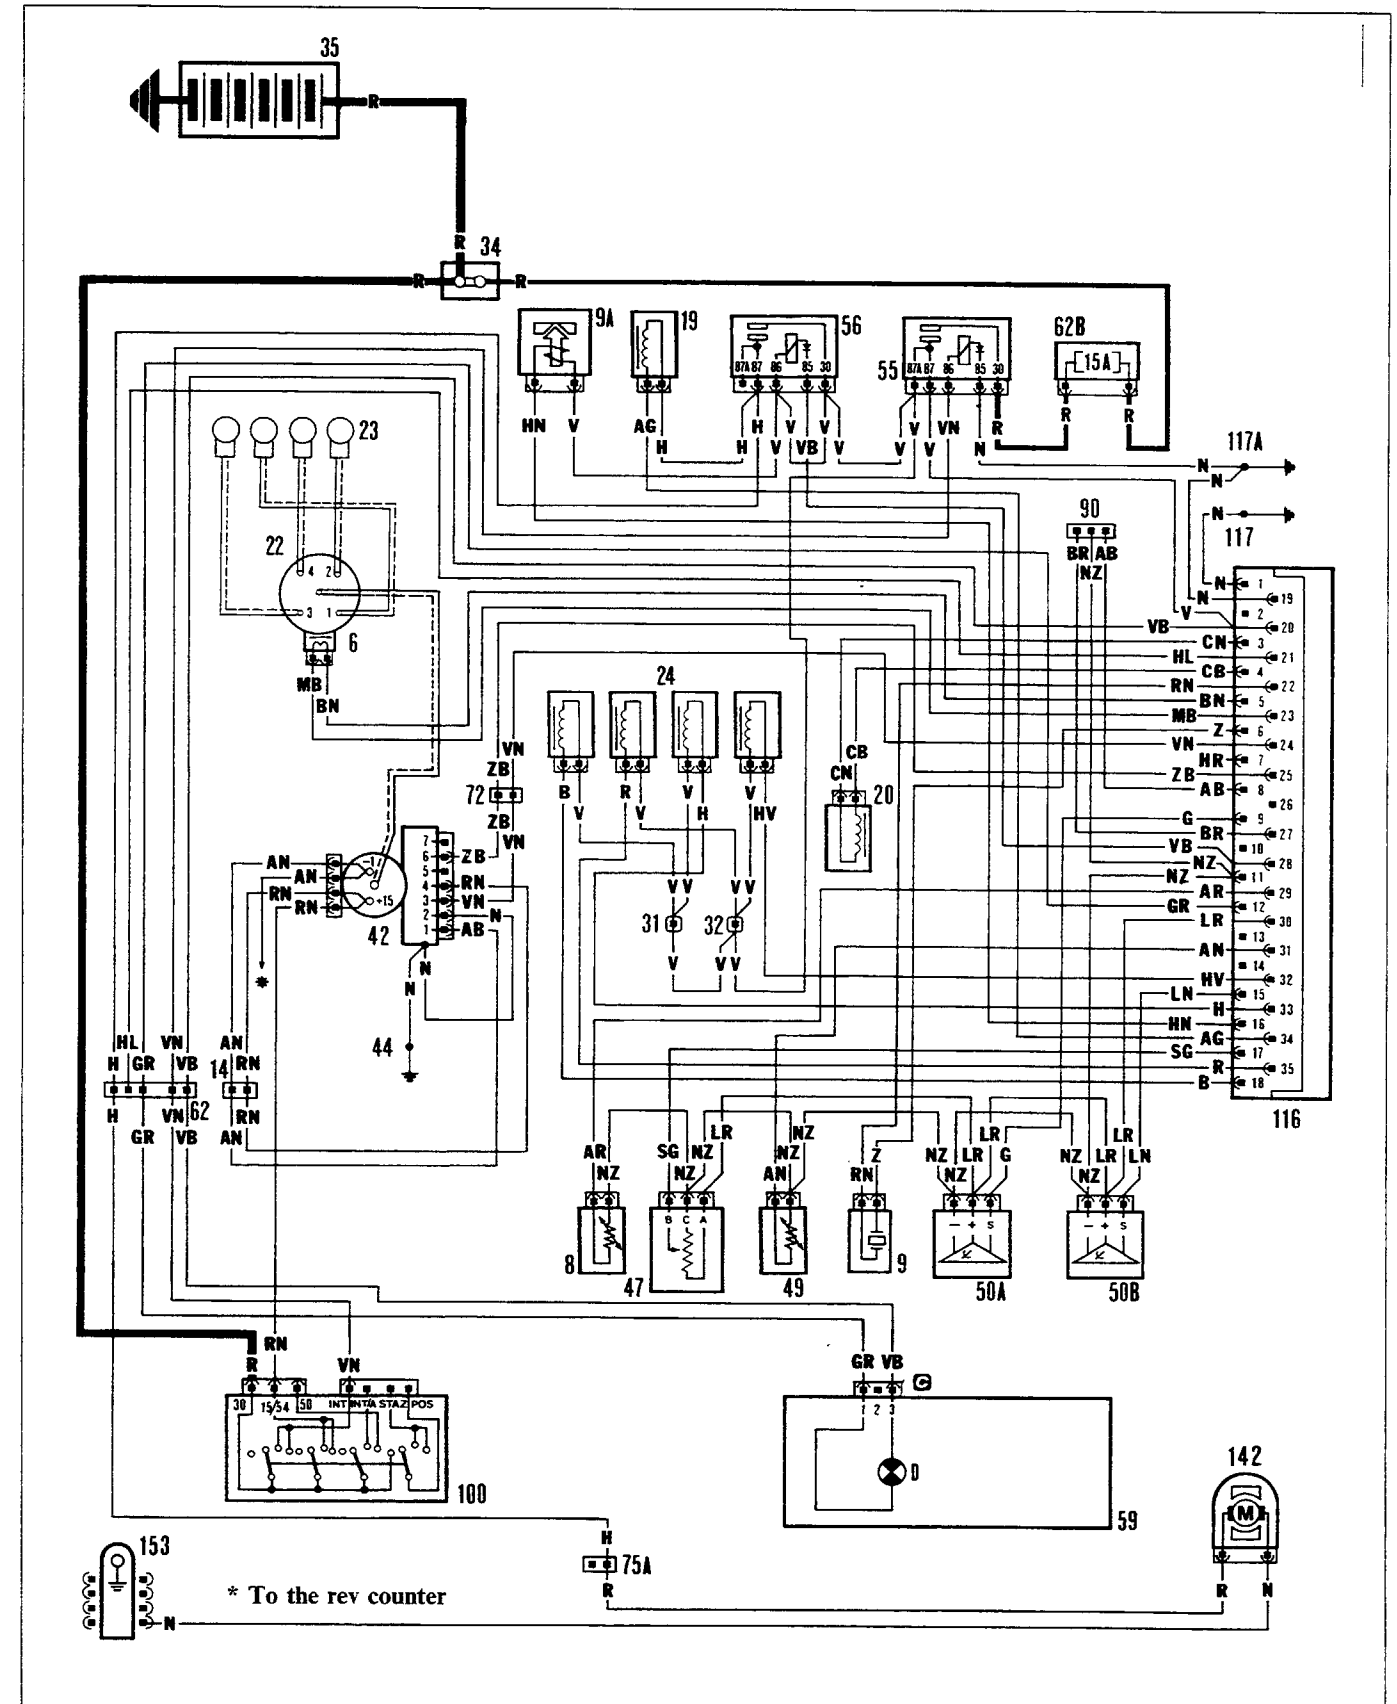 35
R
R
34
R
R
9A
19
56
55
62B
15A
87A 87 86 85 30
87A 87 86 85 30
R
R
HN
V
AG
H
V
VB
V
V
VN
R
H
H
V
V
V
V
N
117A
N
N
23
90
N
117
BR
AB
NZ
22
4
2
3
1
6
MB
BN
N
1
N
19
V
2
VB
20
CN
3
HL
21
CB
4
RN
22
BN
5
MB
23
Z
6
VN
24
HR
7
ZB
25
AB
8
26
G
9
BR
27
10
VB
28
NZ
11
NZ
AR
29
GR
12
LR
30
13
AN
31
14
HV
32
LN
15
H
33
HN
16
AG
34
SG
17
R
35
B
18
116
24
B
V
R
V
V
H
V
HV
CB
CN
20
VN
ZB
72
ZB
VN
V V
V V
31
32
V
V V
AN
AN
RN
RN
-1
+15
7
6
5
4
3
2
1
ZB
RN
VN
N
AB
42
N
N
*
44
HL
VN
AN
H
GR
VB
14
RN
62
H
VN
RN
GR
VB
AN
AR
NZ
SG
NZ
NZ
LR
NZ
NZ
AN
Z
RN
NZ
LR
LR
G
NZ
NZ
LR
LR
LN
NZ
NZ
B C A
- + S
- + S
8
47
49
9
50A
50B
RN
R
VN
GR VB
C
30 15/54 50 INT INT/A STAZ POS
1 2 3
D
100
59
142
M
153
H
75A
R
R
N
* To the rev counter
N